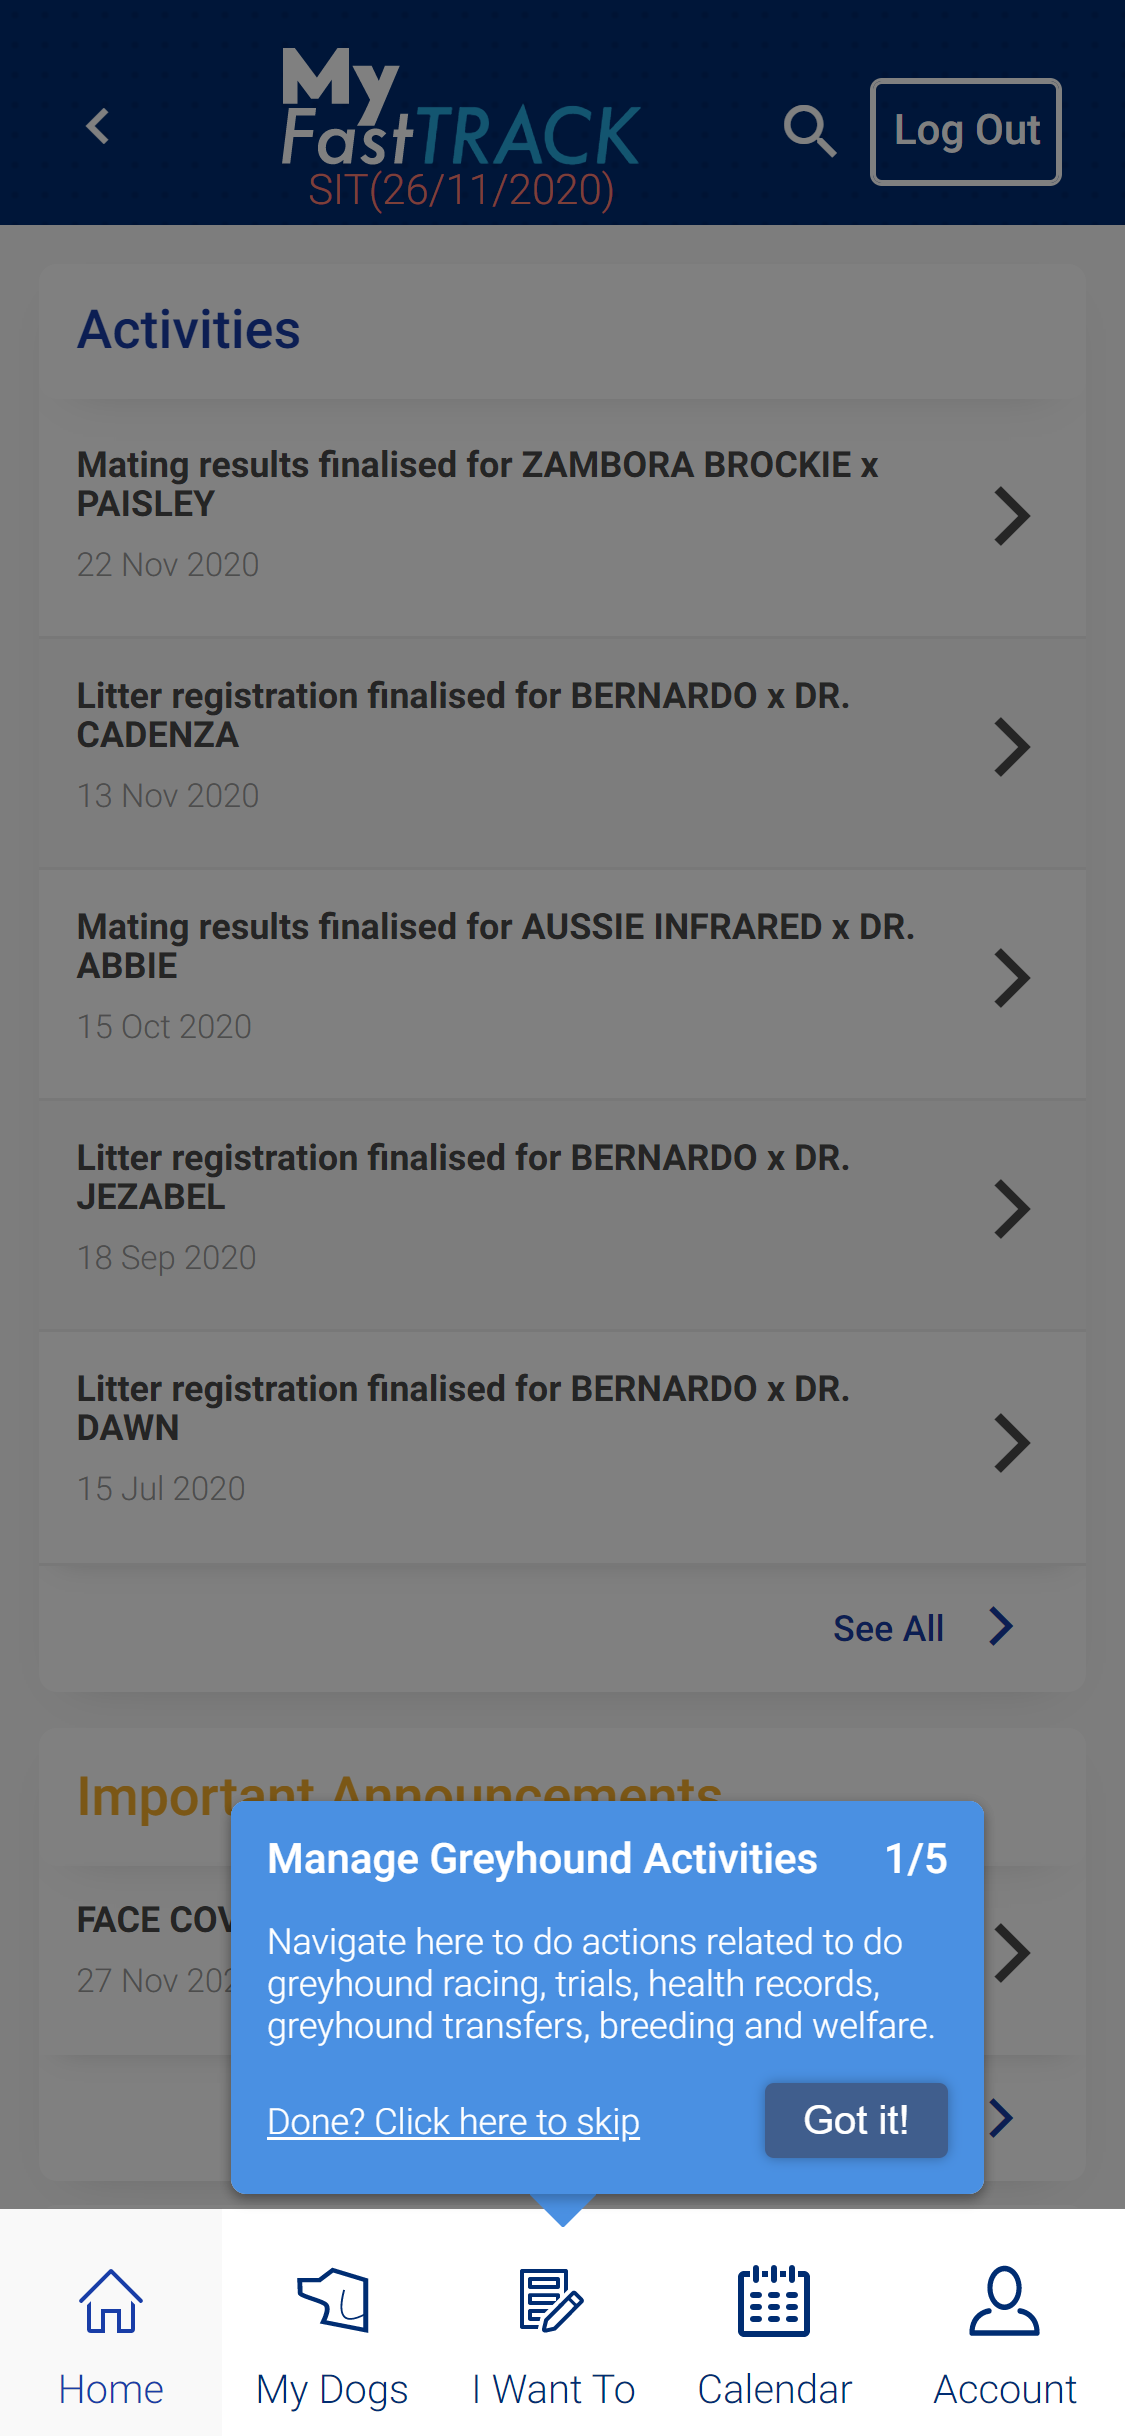 My
FastTRACK
SIT(26/11/2020)
Log Out
Activities
Mating results finalised for ZAMBORA BROCKIE x
PAISLEY
22 Nov 2020
Litter registration finalised for BERNARDO x DR.
CADENZA
13 Nov 2020
Mating results finalised for AUSSIE INFRARED x DR.
ABBIE
15 Oct 2020
Litter registration finalised for BERNARDO x DR.
JEZABEL
18 Sep 2020
Litter registration finalised for BERNARDO x DR.
DAWN
15 Jul 2020
See All
Important Announcements
FACE
27 Nov
Manage Greyhound Activities 1/5
Navigate here to do actions related to do
greyhound racing, trials, health records,
greyhound transfers, breeding and welfare.
Done? Click here to skip
Got it!
Home
My Dogs
I Want To
Calendar
Account